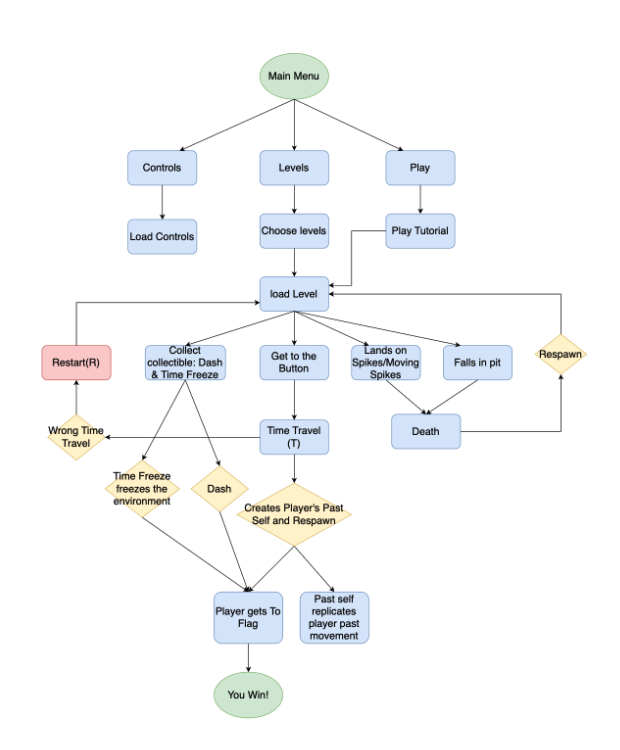 Main Menu
Controls
Levels
Play
Load Controls
Choose levels
Play Tutorial
load Level
Restart(R)
Collect
collectible: Dash
& Time Freeze
Get to the
Button
Lands on
Spikes/Moving
Spikes
Falls in pit
Respawn
Wrong Time
Travel
Time Travel
(T)
Death
Time Freeze
freezes the
environment
Dash
Creates Player's Past
Self and Respawn
Player gets To
Flag
Past self
replicates
player past
movement
You Win!